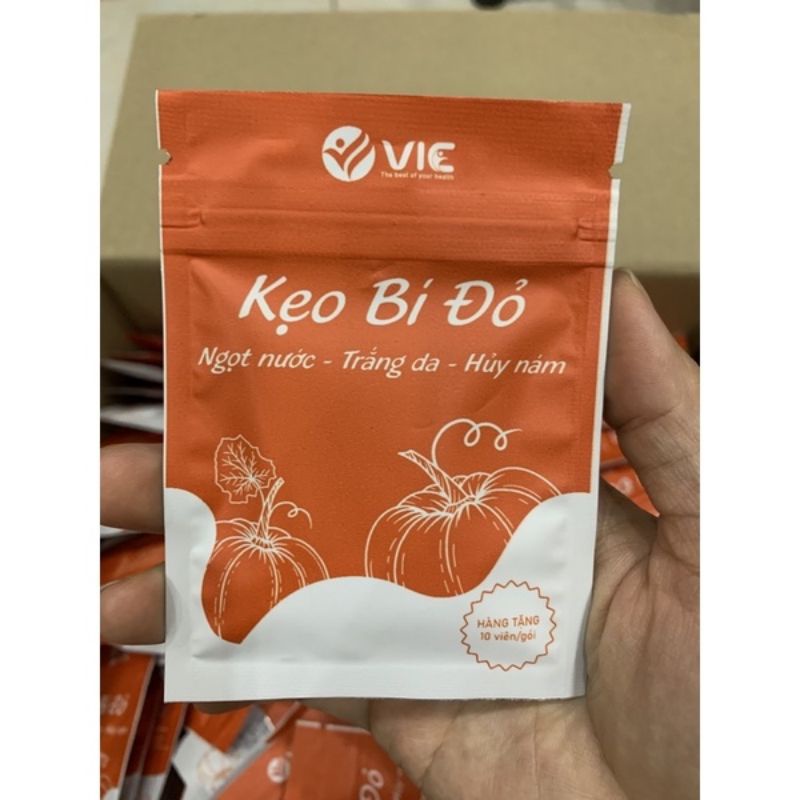 VIE
The best of your health
Kẹo Bí Đỏ
Ngọt nước - Trắng da - Hủy nám
HÀNG TẶNG
10 viên/gói